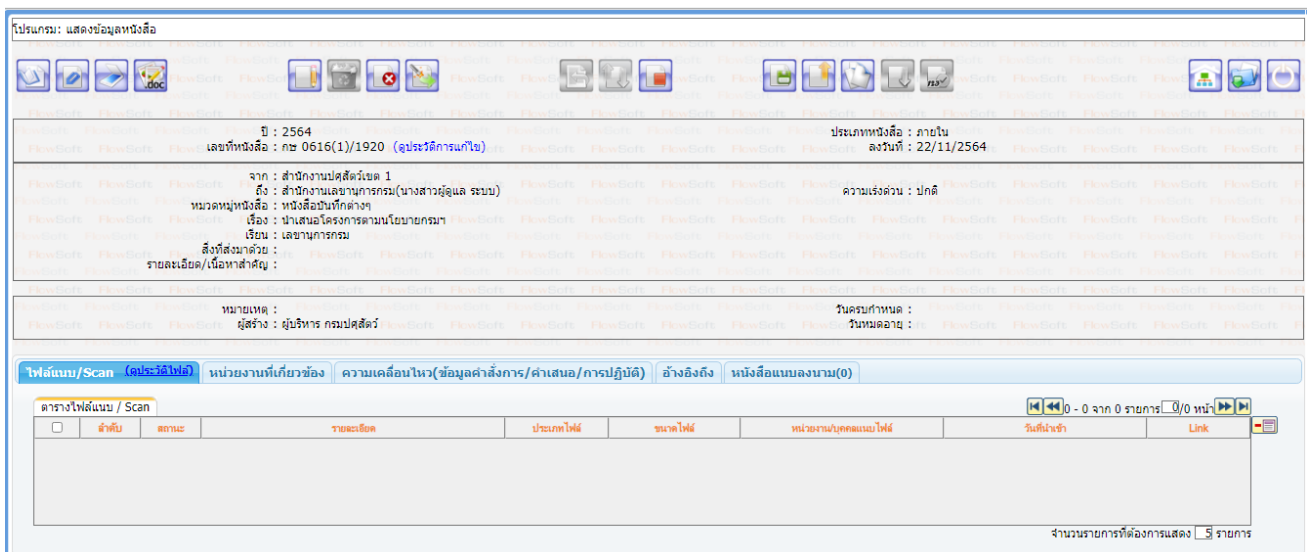 โปรแกรม: แสดงข้อมูลหนังสือ
.doc
ปี : 2564 ประเภทหนังสือ : ภายใน
เลขที่หนังสือ : กษ 0616(1)/1920 (ดูประวัติการแก้ไข) ลงวันที่ : 22/11/2564
จาก : สำนักงานปศุสัตว์เขต 1
ถึง : สำนักงานเลขานุการกรม(นางสาวผู้ดูแล ระบบ) ความเร่งด่วน : ปกติ
หมวดหมู่หนังสือ : หนังสือบันทึกต่างๆ
เรื่อง : นำเสนอโครงการตามนโยบายกรมฯ
เรียน : เลขานุการกรม
สิ่งที่ส่งมาด้วย :
รายละเอียด/เนื้อหาสำคัญ :
หมายเหตุ : วันครบกำหนด :
ผู้สร้าง : ผู้บริหาร กรมปศุสัตว์ วันหมดอายุ :
ไฟล์แนบ/Scan (ดูประวัติไฟล์) หน่วยงานที่เกี่ยวข้อง ความเคลื่อนไหว(ข้อมูลคำสั่ง/คำเสนอ/การปฏิบัติ) อ้างอิงถึง หนังสือแนบลงนาม(0)
ตารางไฟล์แนบ / Scan 0 - 0 จาก 0 รายการ 0/0 หน้า
ลำดับ สถานะ รายละเอียด ประเภทไฟล์ ขนาดไฟล์ หน่วยงาน/บุคคลแนบไฟล์ วันที่นำเข้า Link
จำนวนรายการที่ต้องการแสดง 5 รายการ